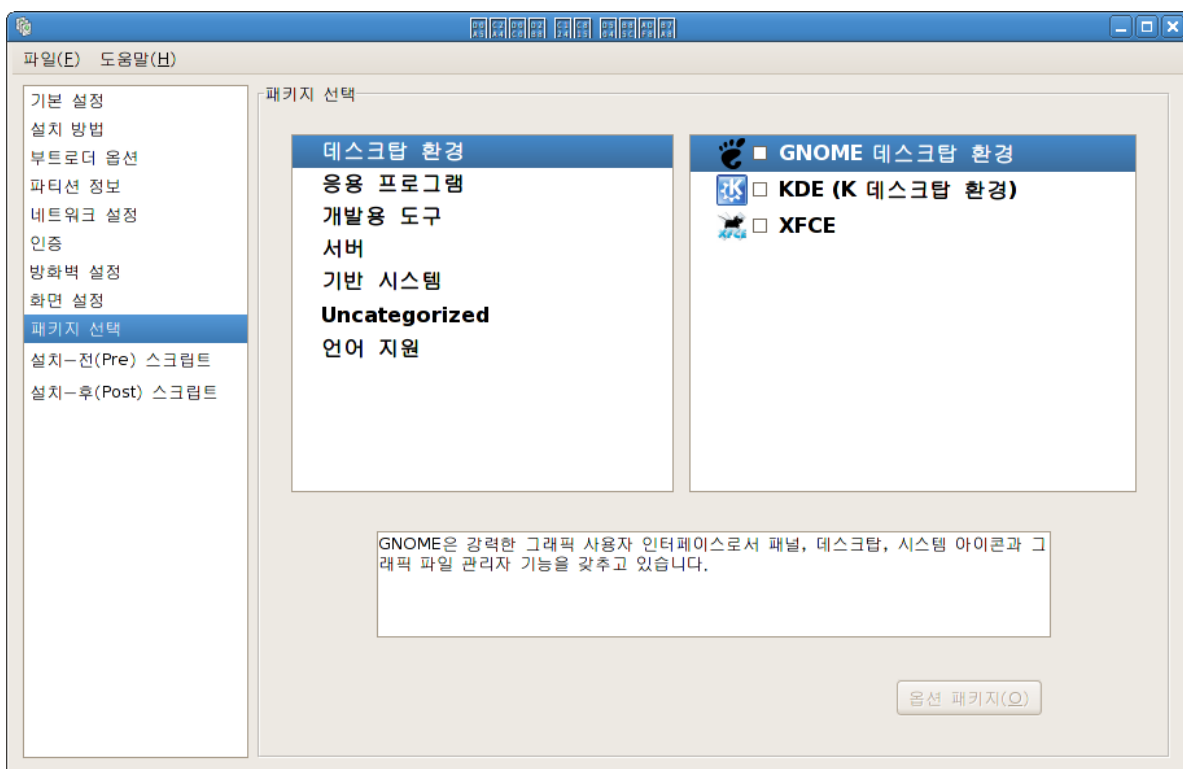 파일(F) 도움말(H)
기본 설정
설치 방법
부트로더 옵션
파티션 정보
네트워크 설정
인증
방화벽 설정
화면 설정
패키지 선택
설치-전(Pre) 스크립트
설치-후(Post) 스크립트
패키지 선택
데스크탑 환경
응용 프로그램
개발용 도구
서버
기반 시스템
Uncategorized
언어 지원
GNOME 데스크탑 환경
KDE (K 데스크탑 환경)
XFCE
GNOME은 강력한 그래픽 사용자 인터페이스로서 패널, 데스크탑, 시스템 아이콘과 그
래픽 파일 관리자 기능을 갖추고 있습니다.
옵션 패키지(O)